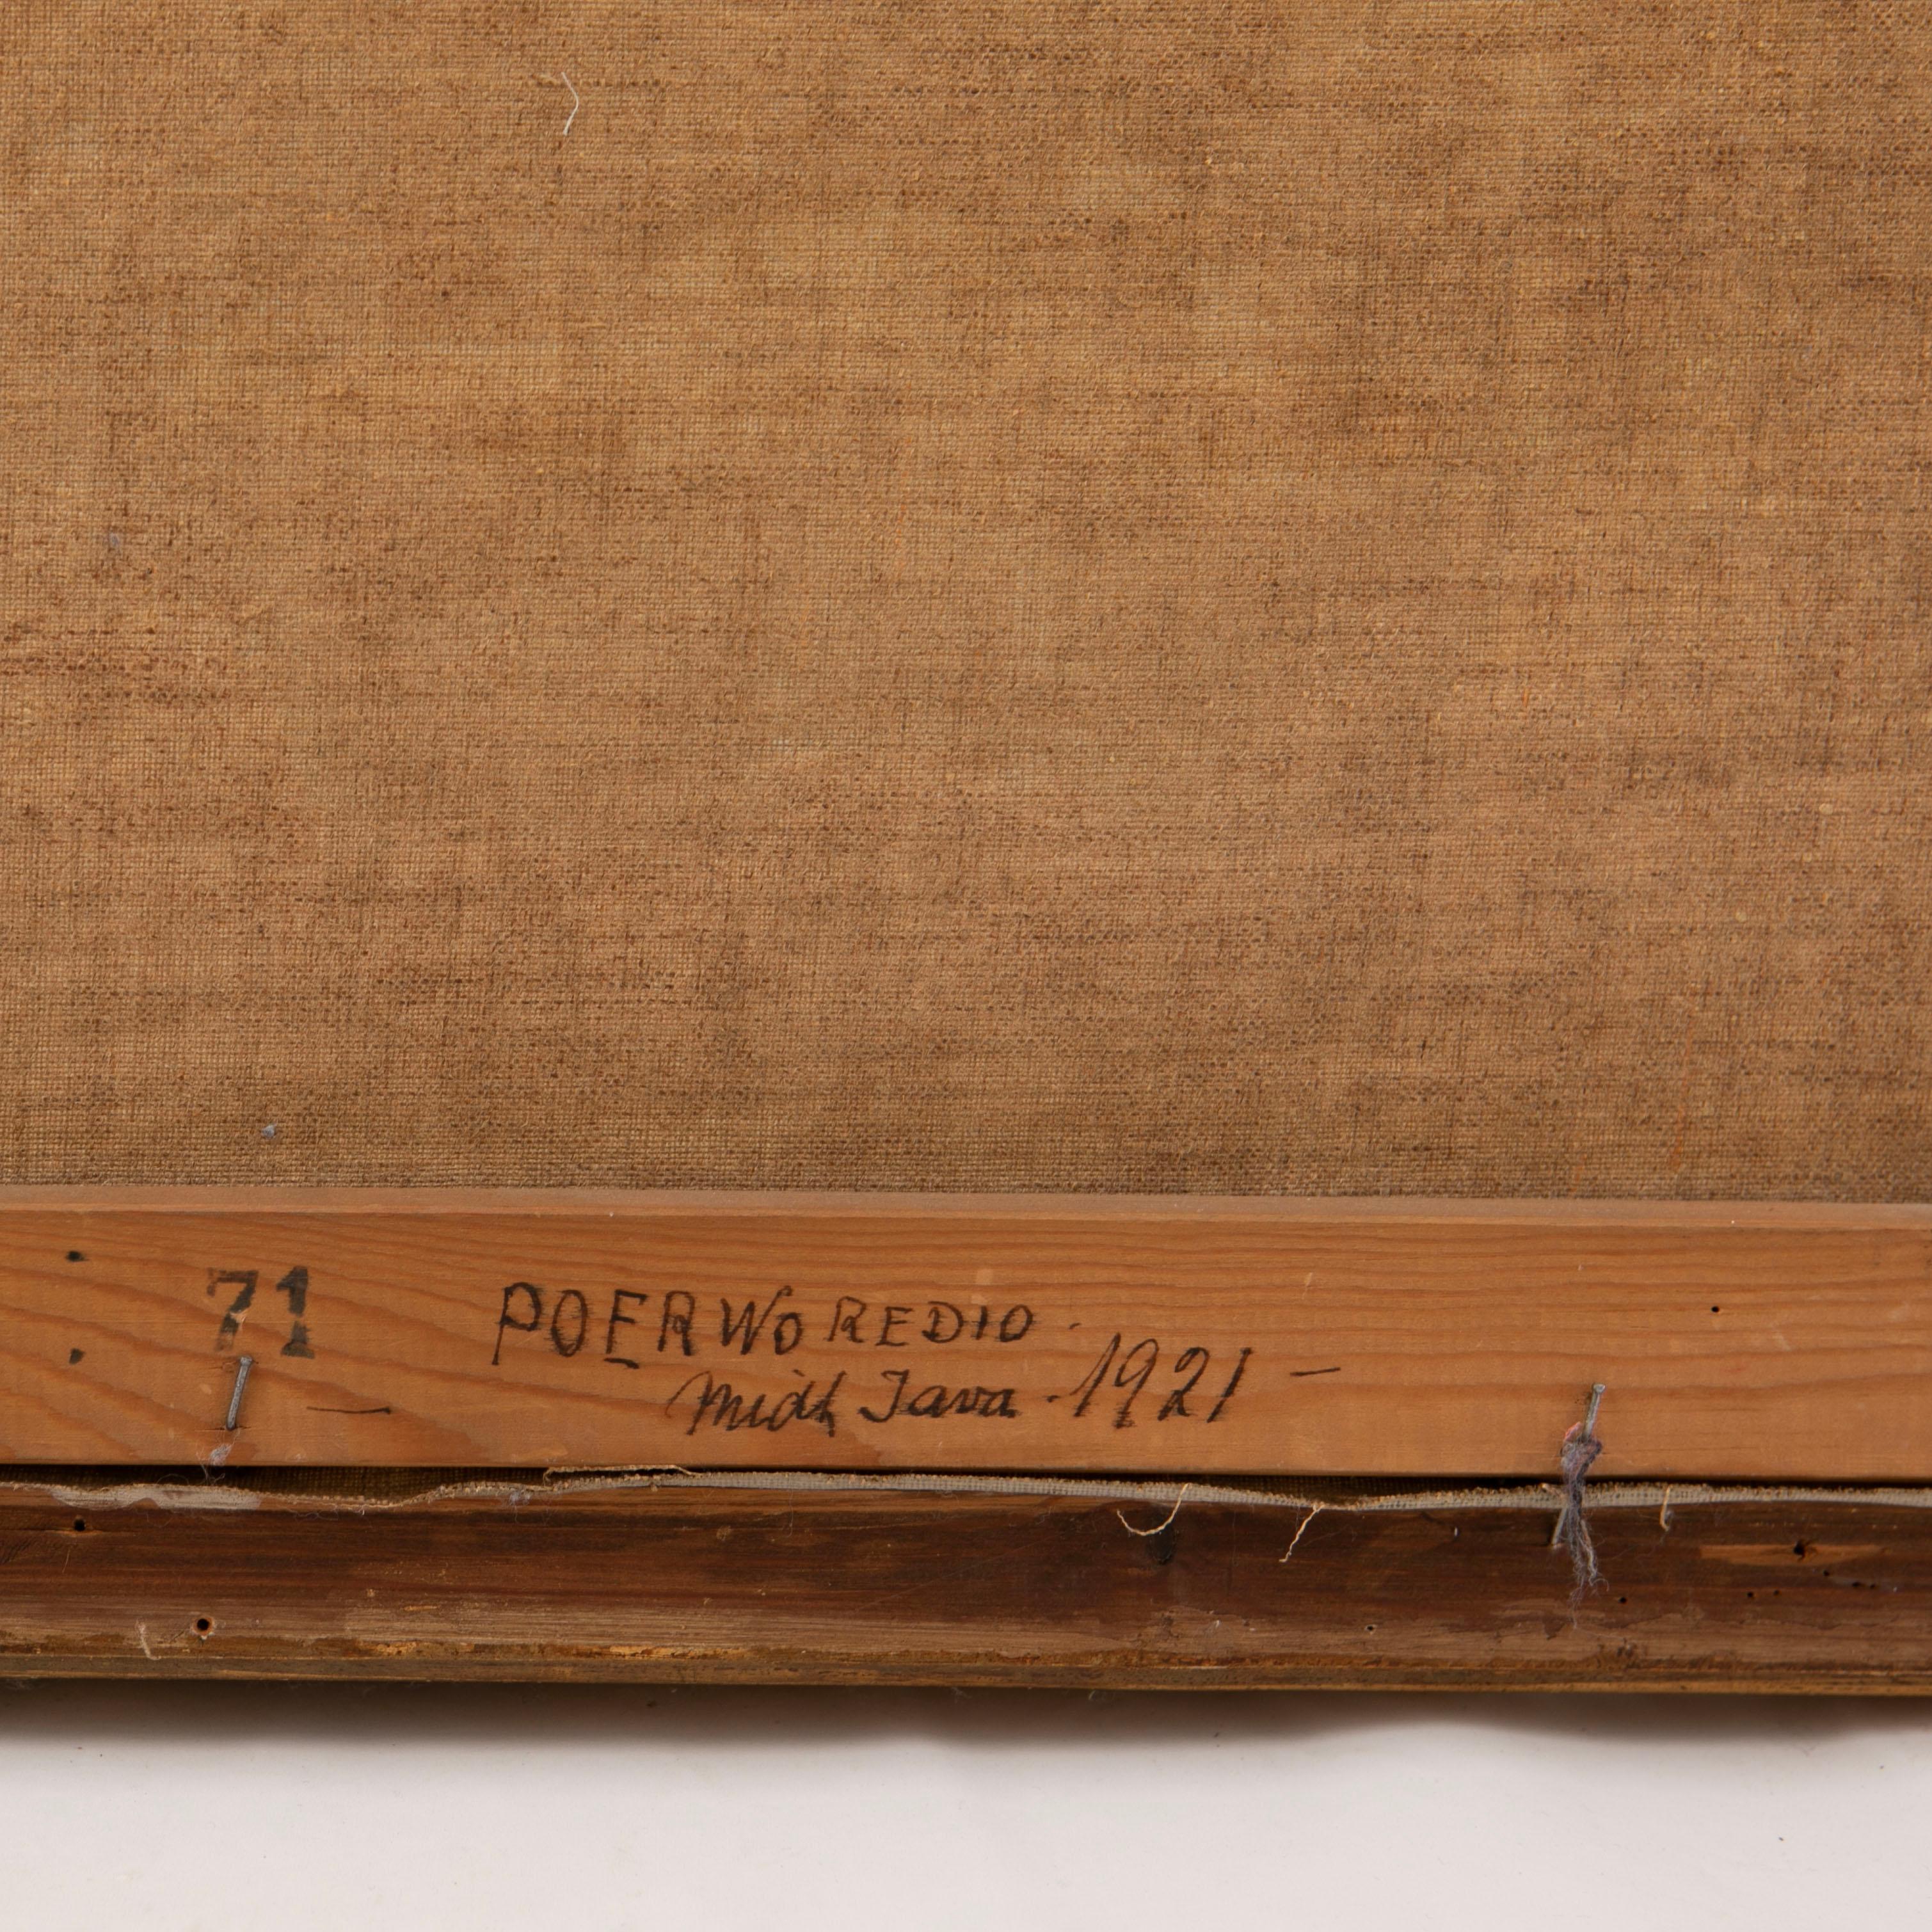 71
POERWOREDIO.
Midd Java. 1921 -